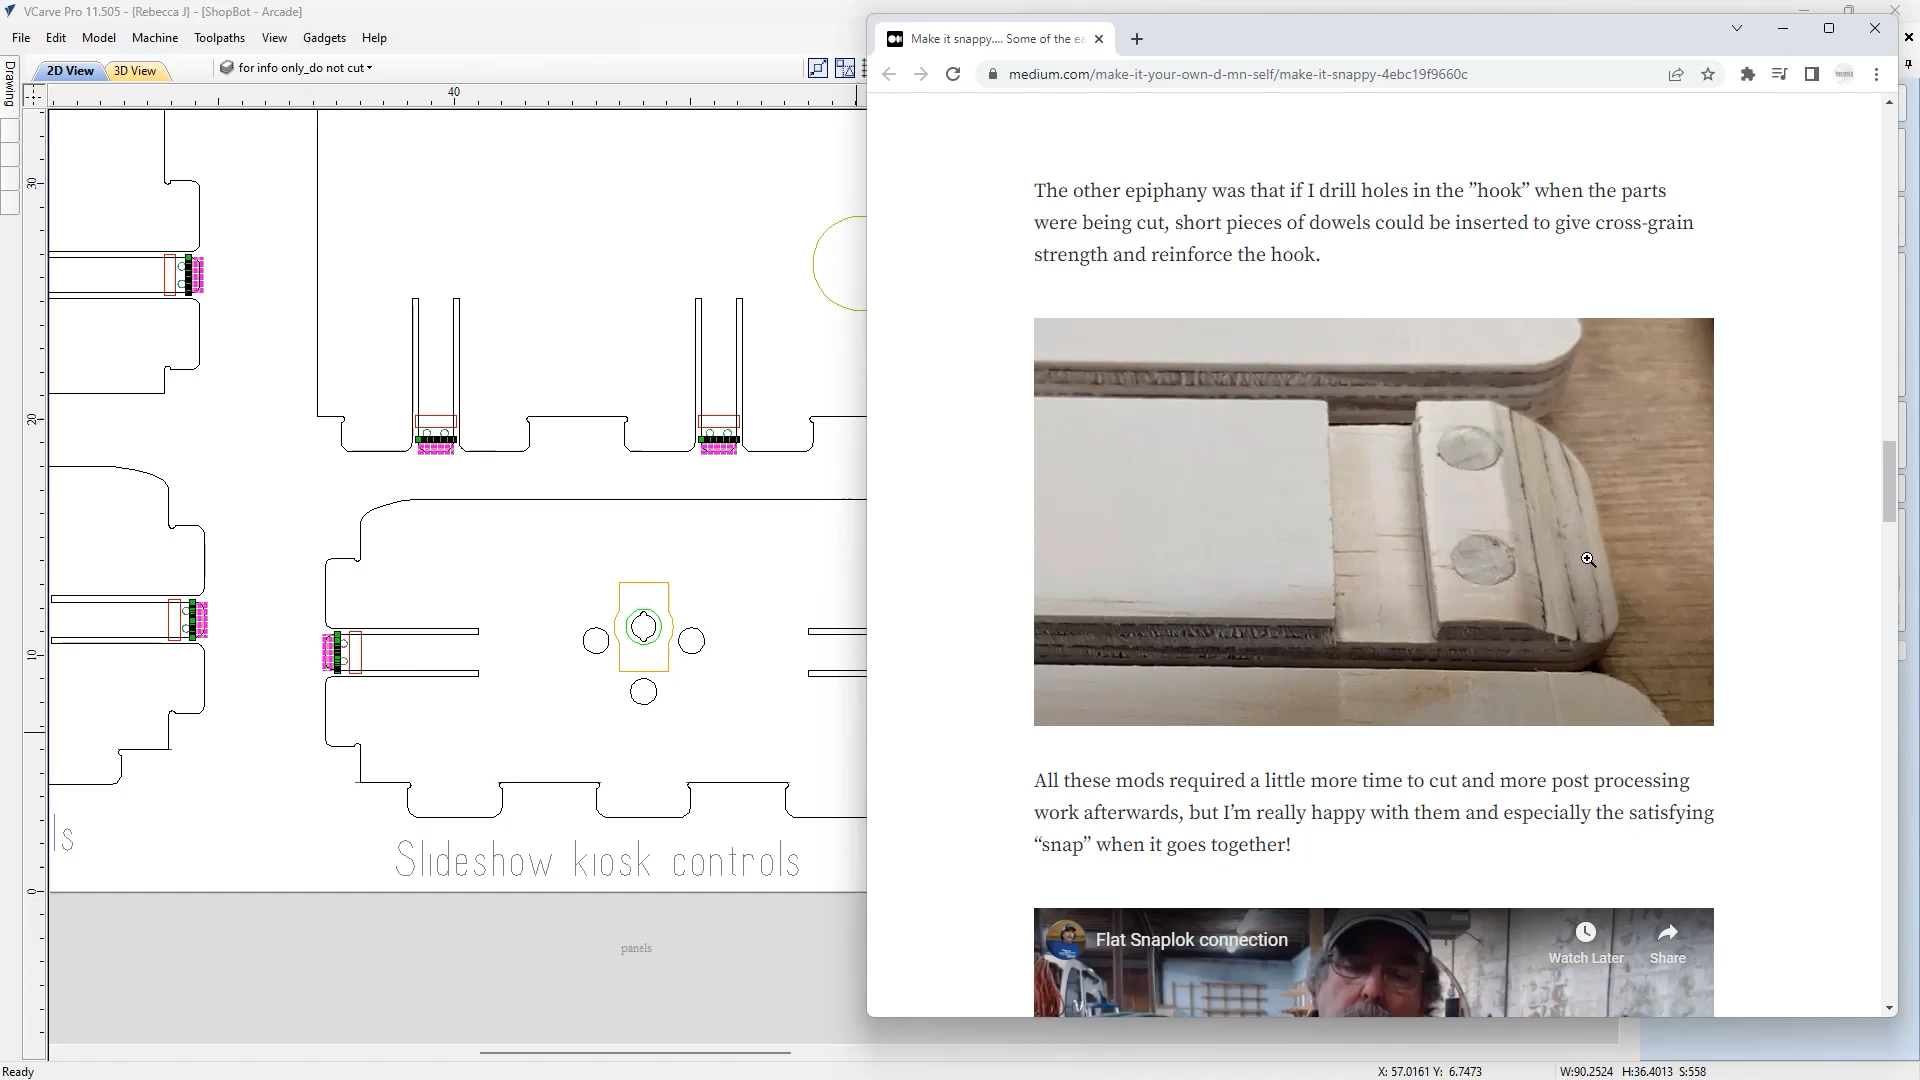 VCarve Pro 11.505 - {Rebecca J} - [ShopBot - Arcade]
File Edit Model Machine Toolpaths View Gadgets Help
2D View 3D View for info only_do not cut
Drawing
40
30
20
10
0
ls
Slideshow kiosk controls
panels
Ready
X: 57.0161 Y: 6.7473
W:90.2524 H:36.4013 S:558
Make it snappy.... Some of the ea
medium.com/make-it-your-own-d-mn-self/make-it-snappy-4ebc19f9660c
The other epiphany was that if I drill holes in the ”hook” when the parts
were being cut, short pieces of dowels could be inserted to give cross-grain
strength and reinforce the hook.
All these mods required a little more time to cut and more post processing
work afterwards, but I’m really happy with them and especially the satisfying
“snap” when it goes together!
Flat Snaplok connection
Watch Later
Share